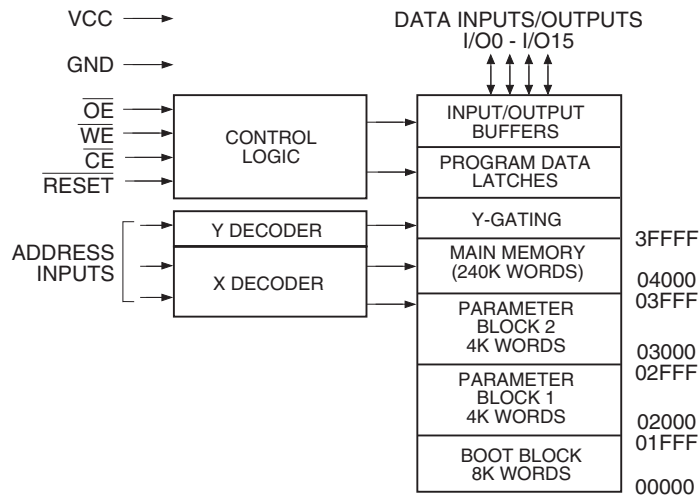 VCC
GND
OE
WE
CE
RESET
ADDRESS
INPUTS
CONTROL
LOGIC
Y DECODER
X DECODER
DATA INPUTS/OUTPUTS
I/O0 - I/O15
INPUT/OUTPUT
BUFFERS
PROGRAM DATA
LATCHES
Y-GATING
MAIN MEMORY
(240K WORDS)
PARAMETER
BLOCK 2
4K WORDS
PARAMETER
BLOCK 1
4K WORDS
BOOT BLOCK
8K WORDS
3FFFF
04000
03FFF
03000
02FFF
02000
01FFF
00000